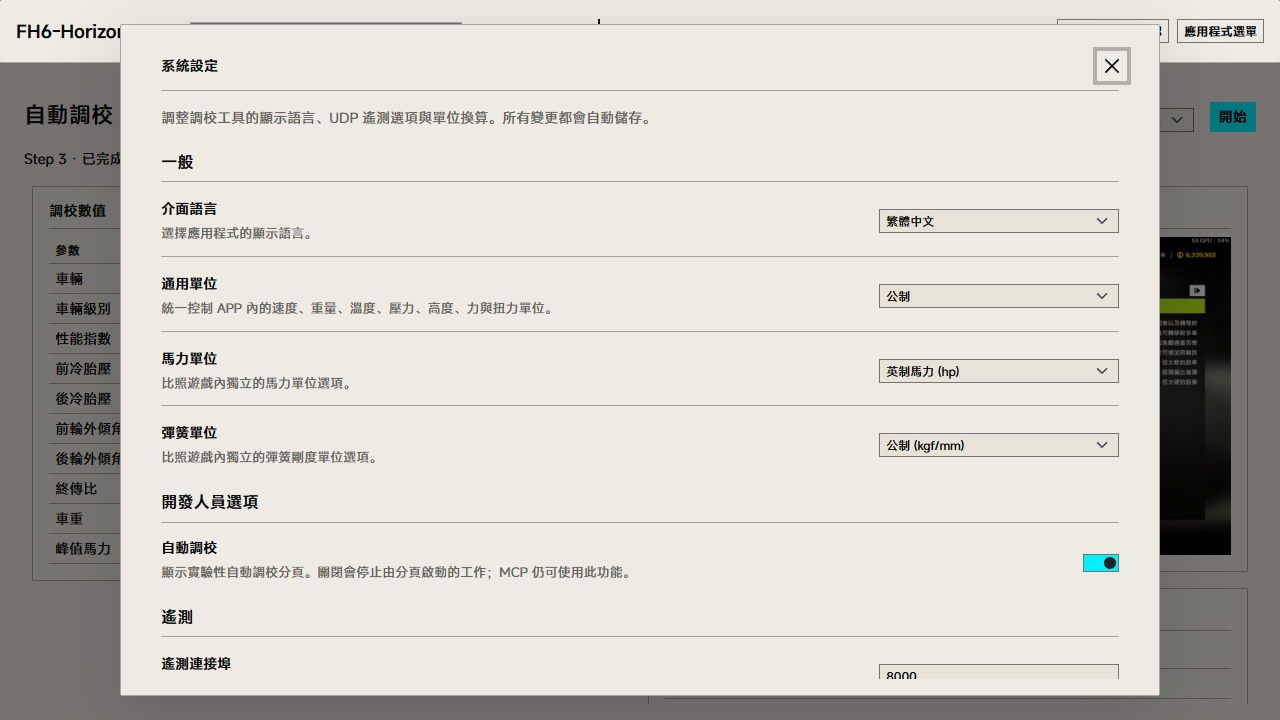 FH6-Horizon
應用程式選單
自動調校
開始
Step 3 · 已完成
調校數值
參數
車輛
車輛級別
性能指數
前冷胎壓
後冷胎壓
前輪外傾角
後輪外傾角
終傳比
車重
峰值馬力
系統設定
調整調校工具的顯示語言、UDP 遙測選項與單位換算。所有變更都會自動儲存。
一般
介面語言
選擇應用程式的顯示語言。
繁體中文
通用單位
統一控制 APP 內的速度、重量、溫度、壓力、高度、力與扭力單位。
公制
馬力單位
比照遊戲內獨立的馬力單位選項。
英制馬力 (hp)
彈簧單位
比照遊戲內獨立的彈簧剛度單位選項。
公制 (kgf/mm)
開發人員選項
自動調校
顯示實驗性自動調校分頁。關閉會停止由分頁啟動的工作；MCP 仍可使用此功能。
遙測
遙測連接埠
8000